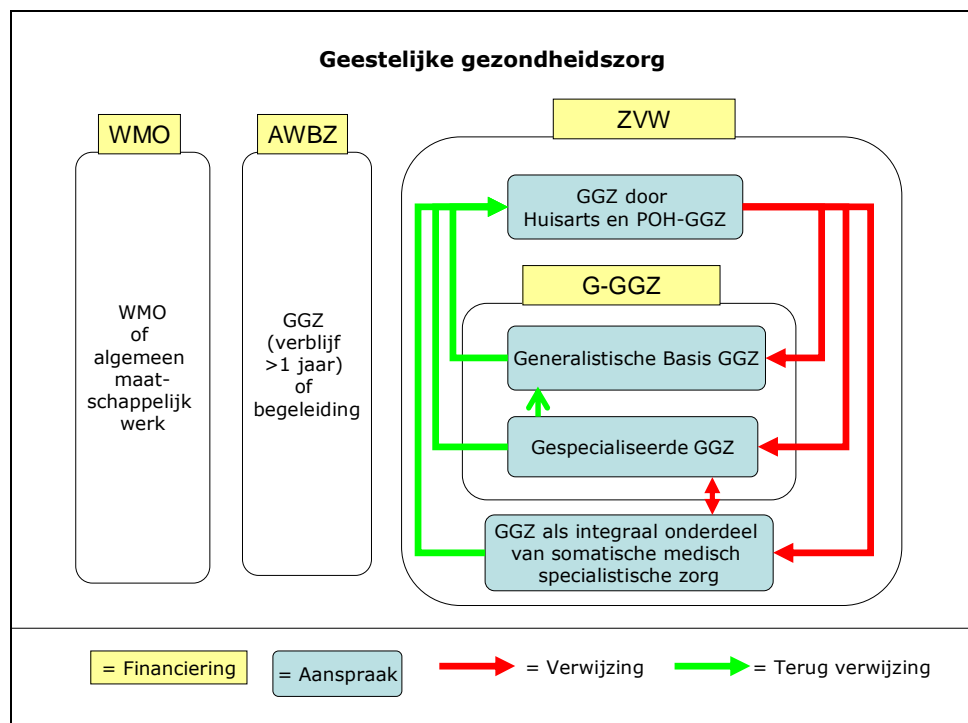 Geestelijke gezondheidszorg
WMO
AWBZ
ZVW
WMO
of
algemeen
maat-
schappelijk
werk
GGZ
(verblijf
>1 jaar)
of
begeleiding
GGZ door
Huisarts en POH-GGZ
G-GGZ
Generalistische Basis GGZ
Gespecialiseerde GGZ
GGZ als integraal onderdeel
van somatische medisch
specialistische zorg
= Financiering
= Aanspraak
= Verwijzing
= Terug verwijzing